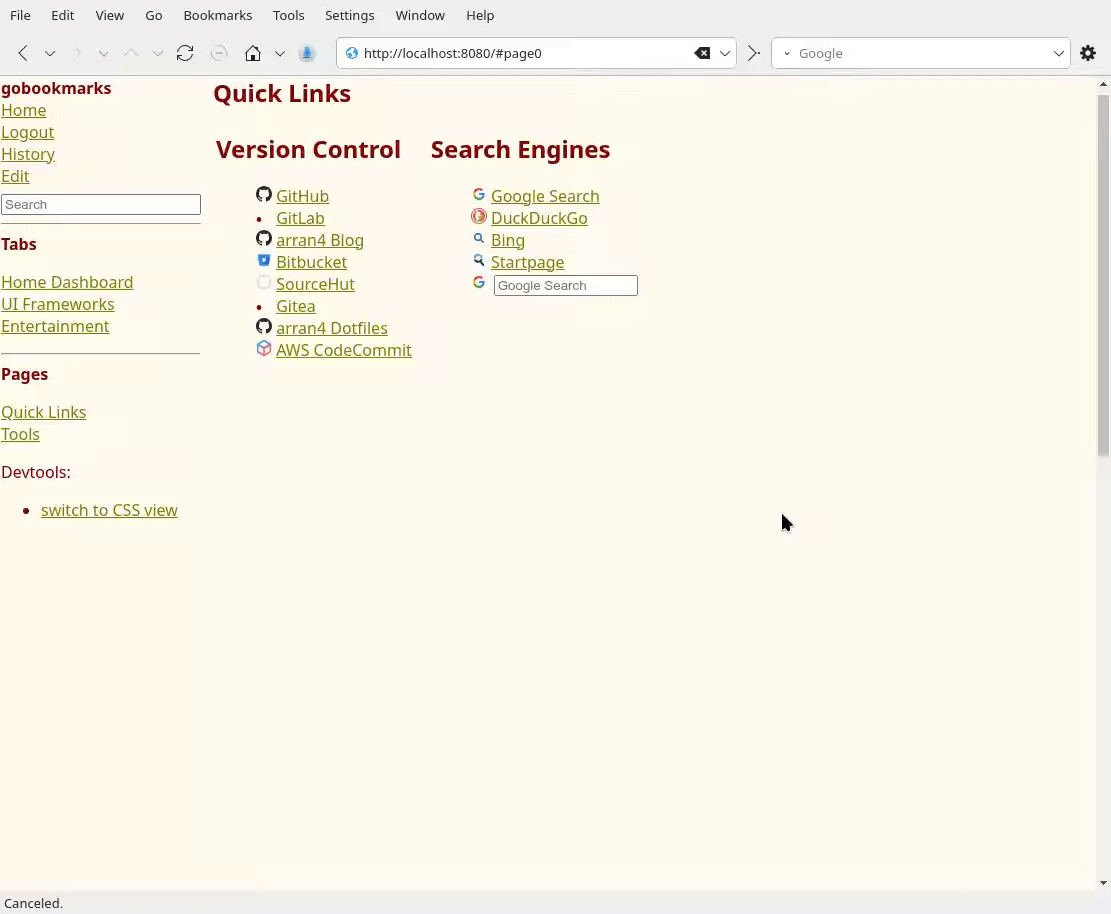 File Edit View Go Bookmarks Tools Settings Window Help
http://localhost:8080/#page0
Google
gobookmarks
Home
Logout
History
Edit
Search
Tabs
Home Dashboard
UI Frameworks
Entertainment
Pages
Quick Links
Tools
Devtools:
switch to CSS view
Quick Links
Version Control
GitHub
GitLab
arran4 Blog
Bitbucket
SourceHut
Gitea
arran4 Dotfiles
AWS CodeCommit
Search Engines
Google Search
DuckDuckGo
Bing
Startpage
Google Search
Canceled.